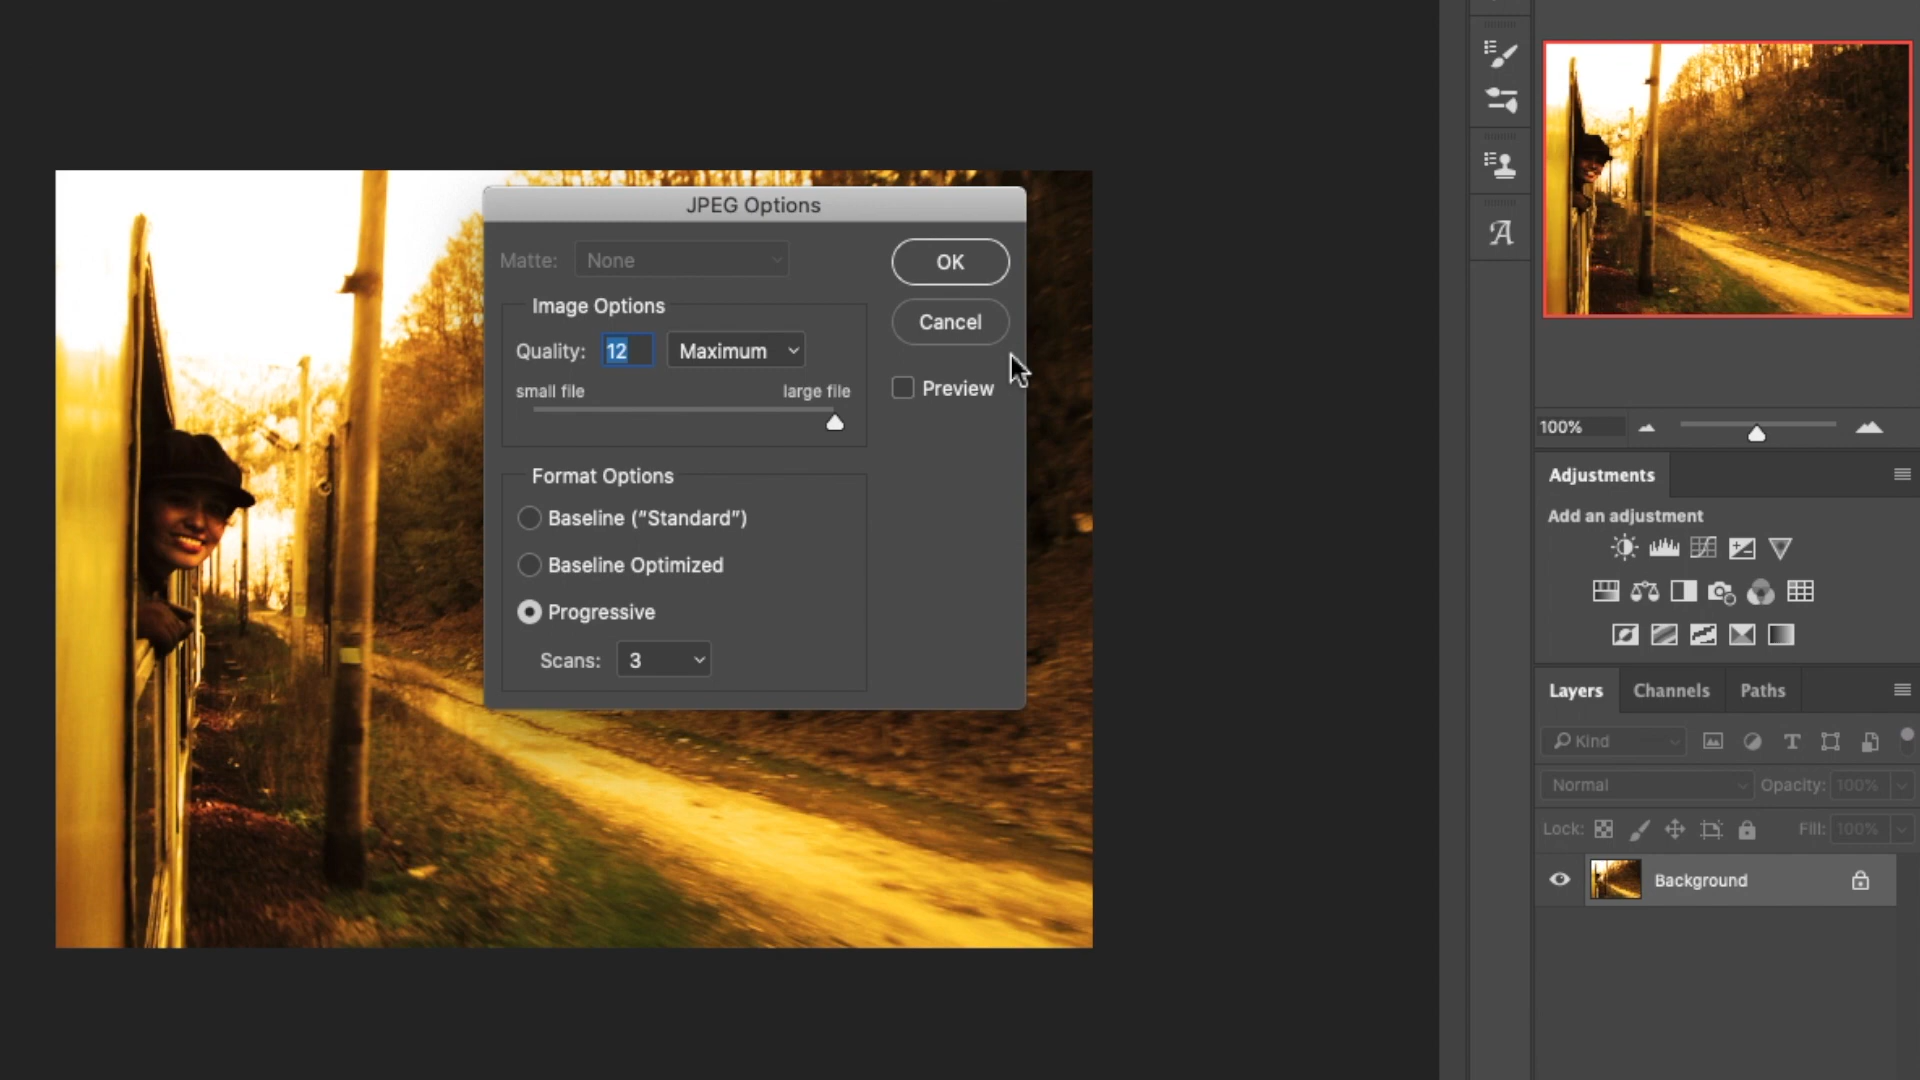 JPEG Options
Matte: None
OK
Image Options
Cancel
Quality: 12 Maximum
small file large file
Preview
Format Options
Baseline (“Standard”)
Baseline Optimized
Progressive
Scans: 3
A
100%
Adjustments
Add an adjustment
Layers Channels Paths
Kind
Normal Opacity: 100%
Lock: Fill: 100%
Background